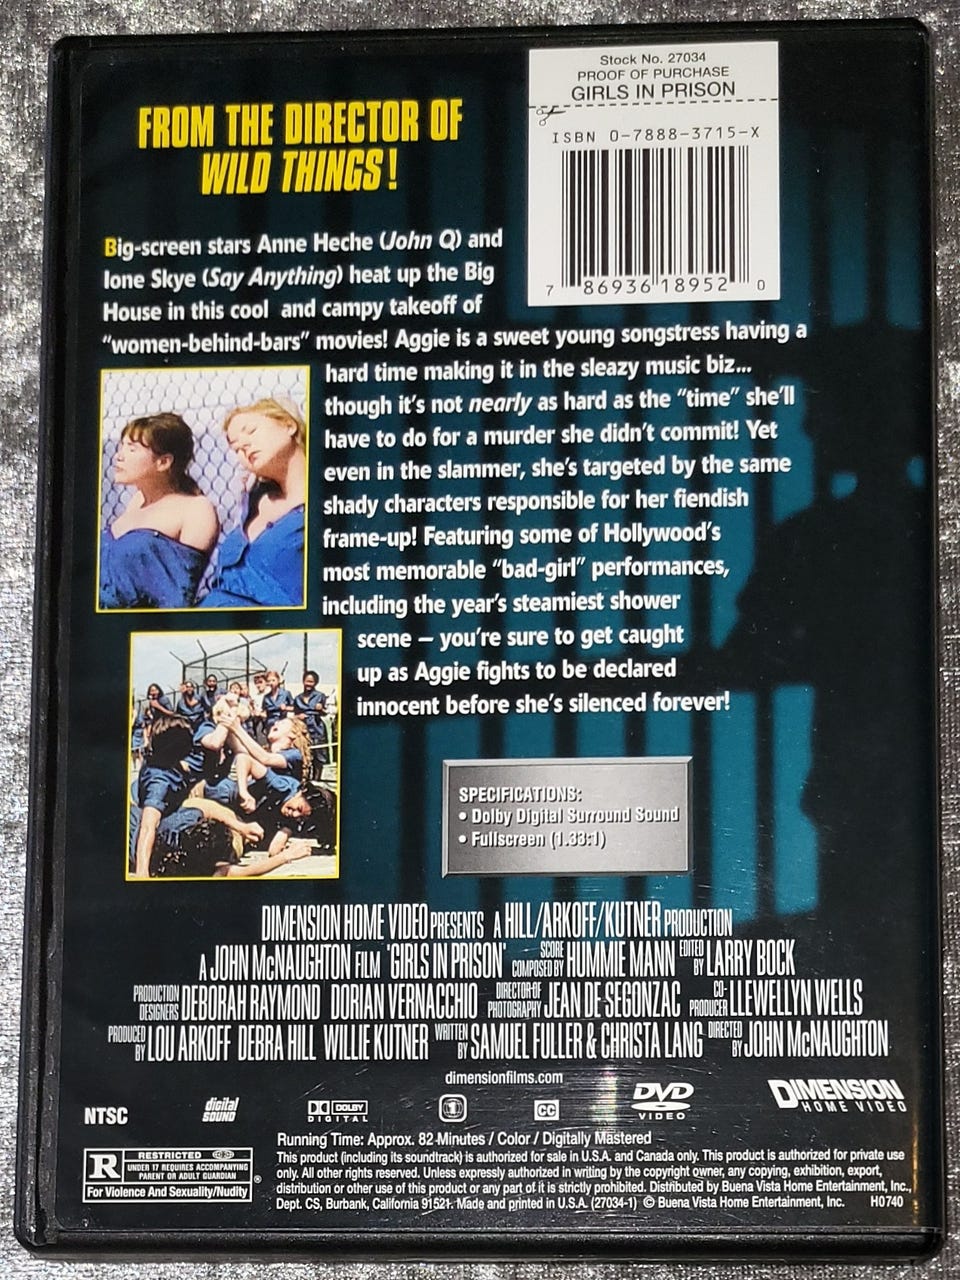 Stock No. 27034
PROOF OF PURCHASE
GIRLS IN PRISON
ISBN 0-7888-3715-X
7 86936 18952 0
FROM THE DIRECTOR OF
WILD THINGS!
Big-screen stars Anne Heche (John Q) and
Ione Skye (Say Anything) heat up the Big
House in this cool and campy takeoff of
“women-behind-bars” movies! Aggie is a sweet young songstress having a
hard time making it in the sleazy music biz...
though it’s not nearly as hard as the “time” she’ll
have to do for a murder she didn’t commit! Yet
even in the slammer, she’s targeted by the same
shady characters responsible for her fiendish
frame-up! Featuring some of Hollywood’s
most memorable “bad-girl” performances,
including the year’s steamiest shower
scene – you’re sure to get caught
up as Aggie fights to be declared
innocent before she’s silenced forever!
SPECIFICATIONS:
• Dolby Digital Surround Sound
• Fullscreen (1.33:1)
DIMENSION HOME VIDEO PRESENTS A HILL/ARKOFF/KUTNER PRODUCTION
A JOHN McNAUGHTON FILM "GIRLS IN PRISON" SCORE COMPOSED BY HUMMIE MANN EDITED BY LARRY BOCK
PRODUCTION DESIGNERS DEBORAH RAYMOND DORIAN VERNACCHIO DIRECTOR OF PHOTOGRAPHY JEAN DE SEGONZAC CO-PRODUCER LLEWELLYN WELLS
PRODUCED BY LOU ARKOFF DEBRA HILL WILLIE KUTNER WRITTEN BY SAMUEL FULLER & CHRISTA LANG DIRECTED BY JOHN McNAUGHTON
dimensionfilms.com
NTSC
digital SOUND
DOLBY DIGITAL
1
CC
DVD VIDEO
DIMENSION HOME VIDEO
R RESTRICTED
UNDER 17 REQUIRES ACCOMPANYING
PARENT OR ADULT GUARDIAN ®
For Violence And Sexuality/Nudity
Running Time: Approx. 82 Minutes / Color / Digitally Mastered
This product (including its soundtrack) is authorized for sale in U.S.A. and Canada only. This product is authorized for private use
only. All other rights reserved. Unless expressly authorized in writing by the copyright owner, any copying, exhibition, export,
distribution or other use of this product or any part of it is strictly prohibited. Distributed by Buena Vista Home Entertainment, Inc.,
Dept. CS, Burbank, California 91521. Made and printed in U.S.A. (27034-1) © Buena Vista Home Entertainment, Inc. H0740